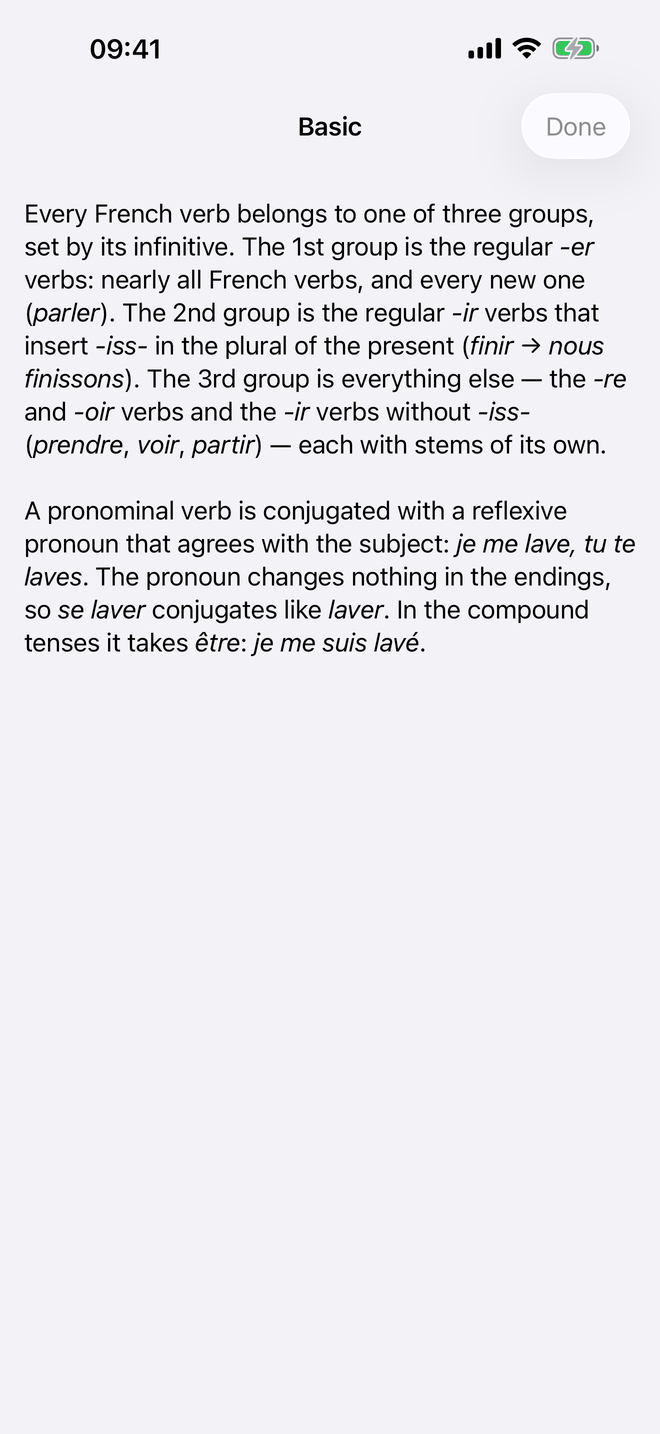 09:41
Basic
Done
Every French verb belongs to one of three groups,
set by its infinitive. The 1st group is the regular -er
verbs: nearly all French verbs, and every new one
(parler). The 2nd group is the regular -ir verbs that
insert -iss- in the plural of the present (finir → nous
finissons). The 3rd group is everything else — the -re
and -oir verbs and the -ir verbs without -iss-
(prendre, voir, partir) — each with stems of its own.
A pronominal verb is conjugated with a reflexive
pronoun that agrees with the subject: je me lave, tu te
laves. The pronoun changes nothing in the endings,
so se laver conjugates like laver. In the compound
tenses it takes être: je me suis lavé.